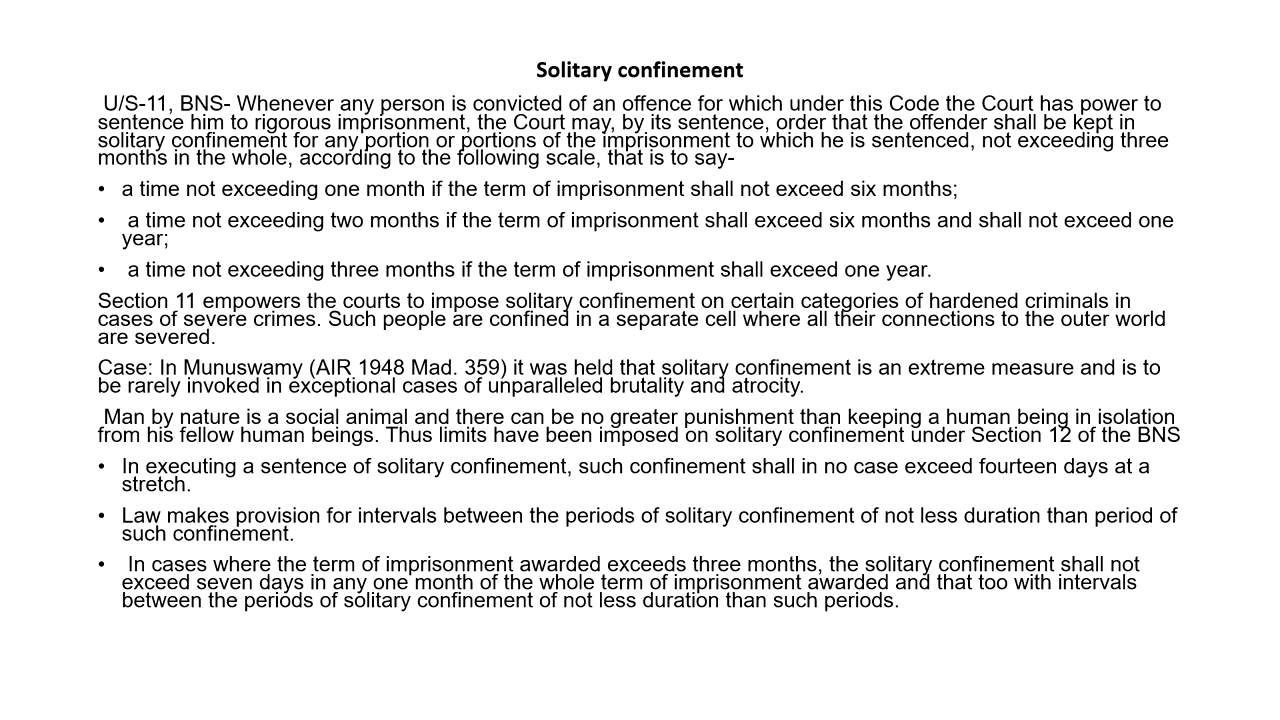 Solitary confinement
U/S-11, BNS- Whenever any person is convicted of an offence for which under this Code the Court has power to
sentence him to rigorous imprisonment, the Court may, by its sentence, order that the offender shall be kept in
solitary confinement for any portion or portions of the imprisonment to which he is sentenced, not exceeding three
months in the whole, according to the following scale, that is to say-
• a time not exceeding one month if the term of imprisonment shall not exceed six months;
• a time not exceeding two months if the term of imprisonment shall exceed six months and shall not exceed one
year;
• a time not exceeding three months if the term of imprisonment shall exceed one year.
Section 11 empowers the courts to impose solitary confinement on certain categories of hardened criminals in
cases of severe crimes. Such people are confined in a separate cell where all their connections to the outer world
are severed.
Case: In Munuswamy (AIR 1948 Mad. 359) it was held that solitary confinement is an extreme measure and is to
be rarely invoked in exceptional cases of unparalleled brutality and atrocity.
Man by nature is a social animal and there can be no greater punishment than keeping a human being in isolation
from his fellow human beings. Thus limits have been imposed on solitary confinement under Section 12 of the BNS
• In executing a sentence of solitary confinement, such confinement shall in no case exceed fourteen days at a
stretch.
• Law makes provision for intervals between the periods of solitary confinement of not less duration than period of
such confinement.
• In cases where the term of imprisonment awarded exceeds three months, the solitary confinement shall not
exceed seven days in any one month of the whole term of imprisonment awarded and that too with intervals
between the periods of solitary confinement of not less duration than such periods.